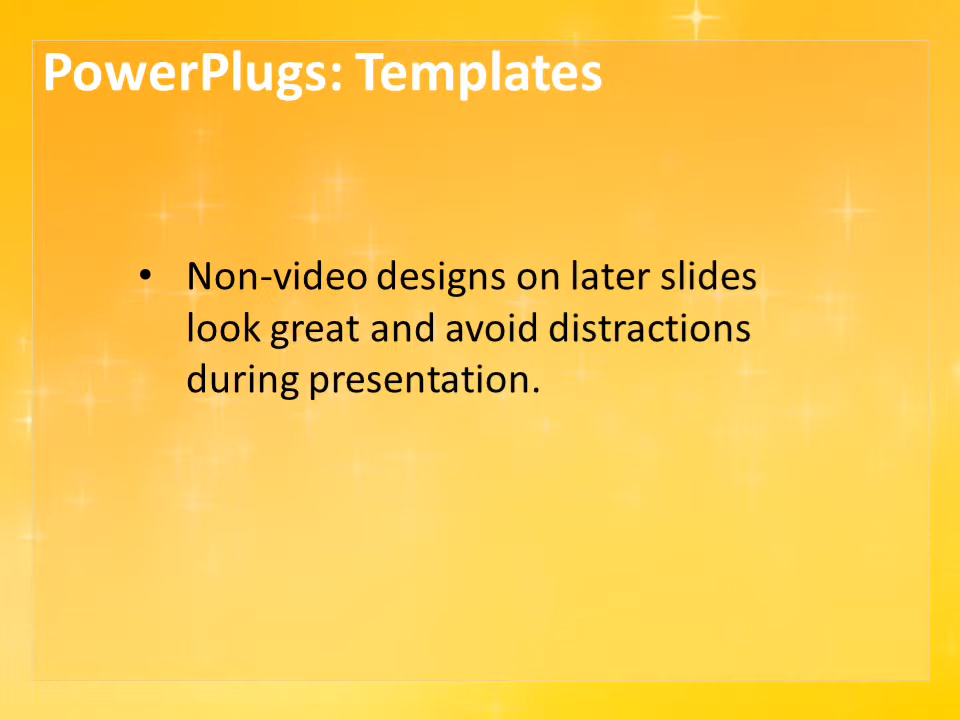 PowerPlugs: Templates
• Non-video designs on later slides
look great and avoid distractions
during presentation.